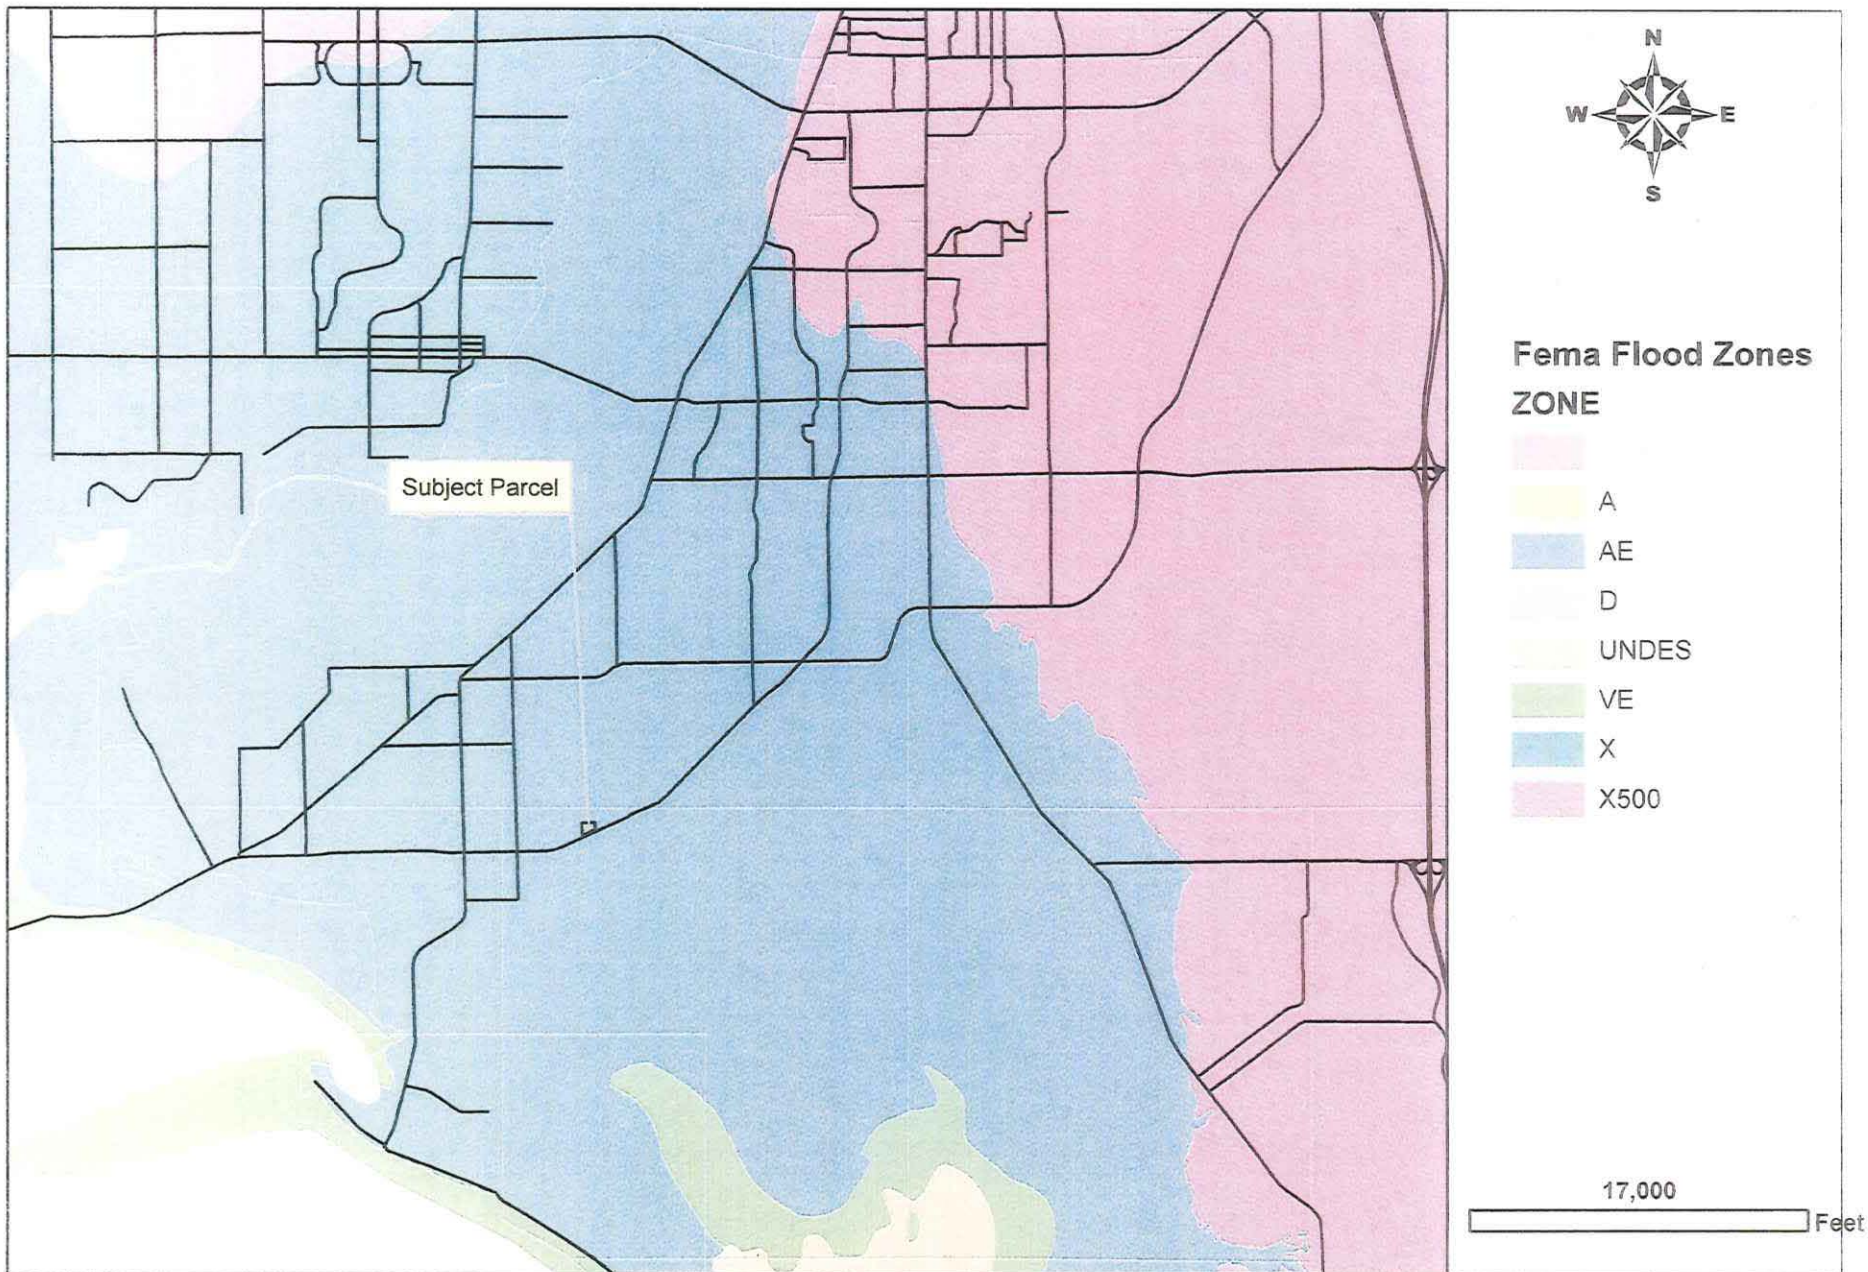 N
W E
S
Fema Flood Zones
ZONE
A
AE
D
UNDES
VE
X
X500
Subject Parcel
17,000
Feet